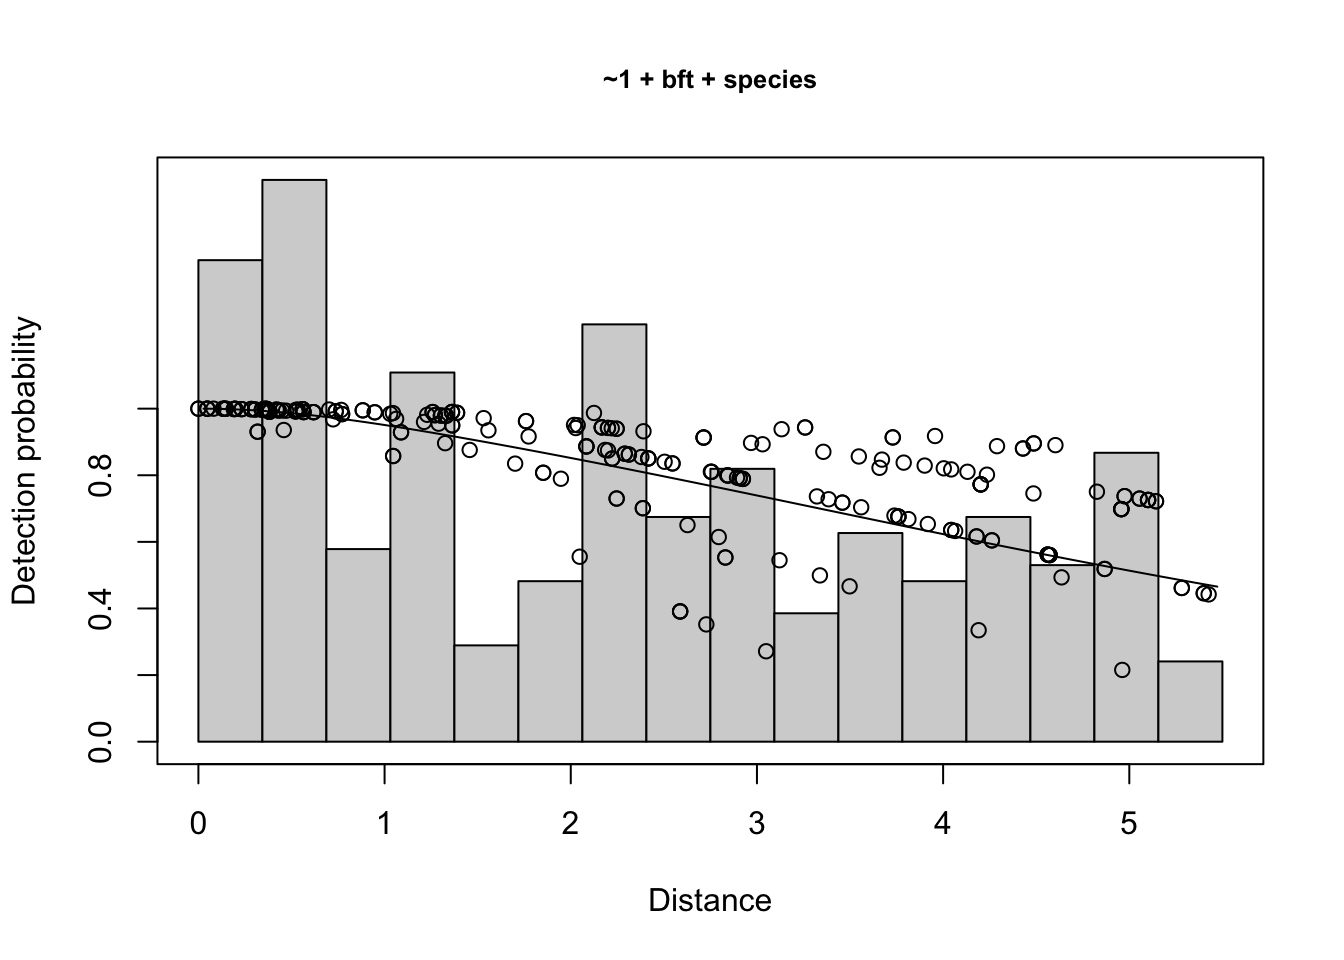 ~1 + bft + species
Detection probability
0.8
0.4
0.0
0 1 2 3 4 5
Distance